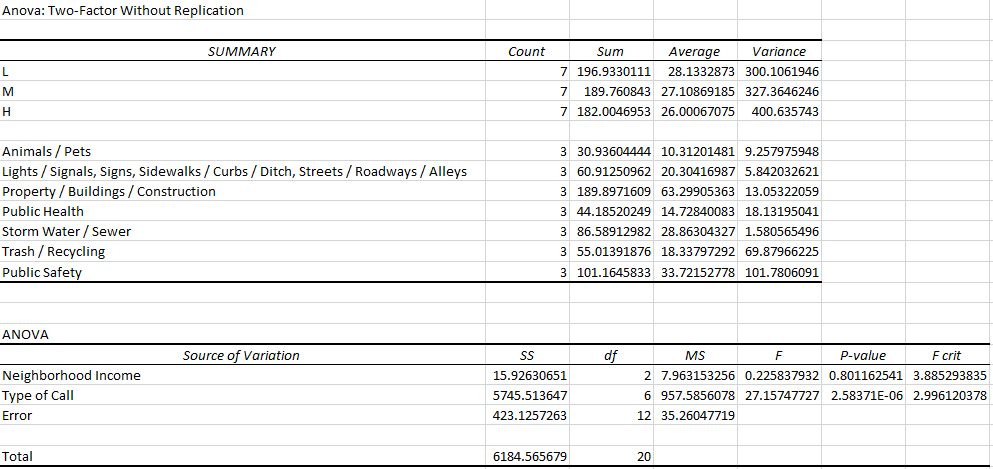 Anova: Two-Factor Without Replication
SUMMARY Count Sum Average Variance
L 7 196.9330111 28.1332873 300.1061946
M 7 189.760843 27.10869185 327.3646246
H 7 182.0046953 26.00067075 400.635743
Animals / Pets 3 30.93604444 10.31201481 9.257975948
Lights / Signals, Signs, Sidewalks / Curbs / Ditch, Streets / Roadways / Alleys 3 60.91250962 20.30416987 5.842032621
Property / Buildings / Construction 3 189.8971609 63.29905363 13.05322059
Public Health 3 44.18520249 14.72840083 18.13195041
Storm Water / Sewer 3 86.58912982 28.86304327 1.580565496
Trash / Recycling 3 55.01391876 18.33797292 69.87966225
Public Safety 3 101.1645833 33.72152778 101.7806091
ANOVA
Source of Variation SS df MS F P-value F crit
Neighborhood Income 15.92630651 2 7.963153256 0.225837932 0.801162541 3.885293835
Type of Call 5745.513647 6 957.5856078 27.15747727 2.58371E-06 2.996120378
Error 423.1257263 12 35.26047719
Total 6184.565679 20